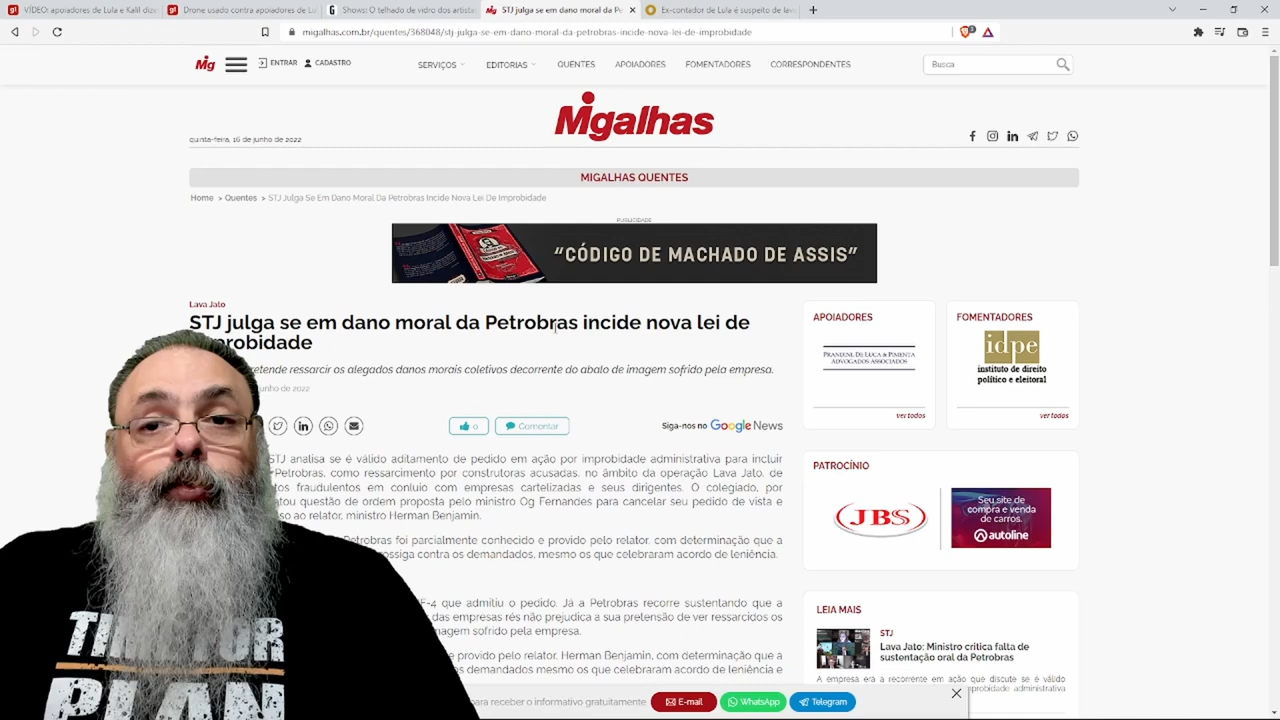 VÍDEO: apoiadores de Lula e Kalil dize
Drone usado contra apoiadores de Lu
Shows! O telhado de vidro dos artistas
STJ julga se em dano moral da Pe
Ex-contador de Lula é suspeito de lav
migalhas.com.br/quentes/368048/stj-julga-se-em-dano-moral-da-petrobras-incide-nova-lei-de-improbidade
Mg
ENTRAR
CADASTRO
SERVIÇOS
EDITORIAS
QUENTES
APOIADORES
FOMENTADORES
CORRESPONDENTES
Busca
Migalhas
quinta-feira, 16 de junho de 2022
MIGALHAS QUENTES
Home > Quentes > STJ Julga Se Em Dano Moral Da Petrobras Incide Nova Lei De Improbidade
PUBLICIDADE
“CÓDIGO DE MACHADO DE ASSIS”
Lava Jato
STJ julga se em dano moral da Petrobras incide nova lei de
probidade
retende ressarcir os alegados danos morais coletivos decorrente do abalo de imagem sofrido pela empresa.
junho de 2022
0
Comentar
Siga-nos no Google News
STJ analisa se é válido aditamento de pedido em ação por improbidade administrativa para incluir
Petrobras, como ressarcimento por construtoras acusadas, no âmbito da operação Lava Jato, de
os fraudulentos em conluio com empresas cartelizadas e seus dirigentes. O colegiado, por
tou questão de ordem proposta pelo ministro Og Fernandes para cancelar seu pedido de vista e
so ao relator, ministro Herman Benjamin.
Petrobras foi parcialmente conhecido e provido pelo relator, com determinação que a
ossiga contra os demandados, mesmo os que celebraram acordo de leniência.
F-4 que admitiu o pedido. Já a Petrobras recorre sustentando que a
das empresas rés não prejudica a sua pretensão de ver ressarcidos os
magem sofrido pela empresa.
e provido pelo relator, Herman Benjamin, com determinação que a
s demandados mesmo os que celebraram acordo de leniência e
para receber o informativo gratuitamente
E-mail
WhatsApp
Telegram
APOIADORES
PRANDINI, DE LUCA & PIMENTA
ADVOGADOS ASSOCIADOS
ver todos
FOMENTADORES
idpe
instituto de direito
político e eleitoral
ver todos
PATROCÍNIO
JBS
Seu site de
compra e venda
de carros.
autoline
LEIA MAIS
STJ
Lava Jato: Ministro critica falta de
sustentação oral da Petrobras
A empresa era a recorrente em ação que discute se é válido
mprobidade administrativa